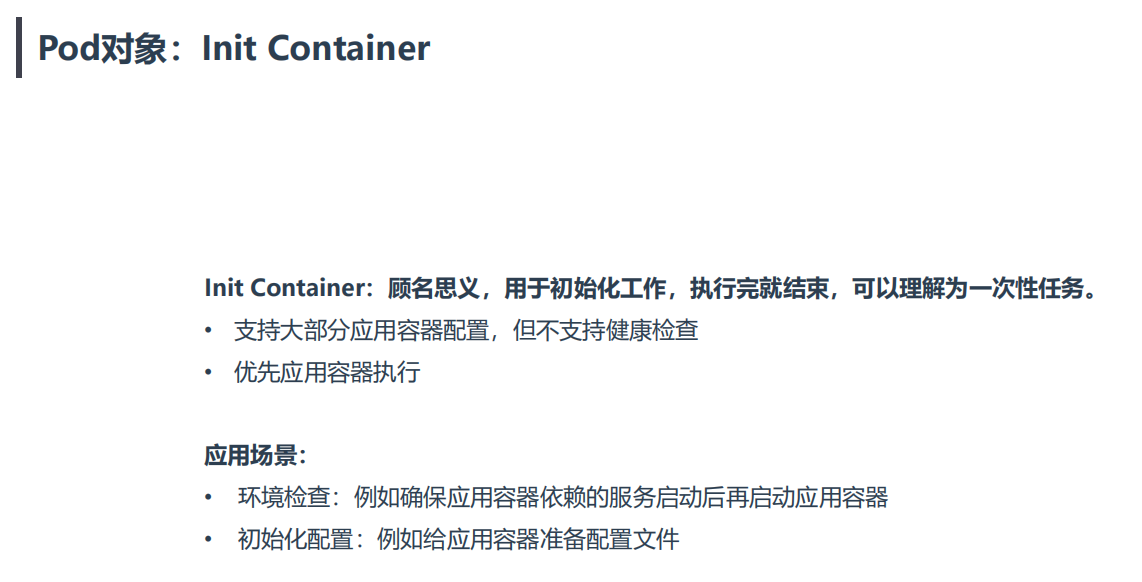 Pod对象：Init Container
Init Container：顾名思义，用于初始化工作，执行完就结束，可以理解为一次性任务。
• 支持大部分应用容器配置，但不支持健康检查
• 优先应用容器执行
应用场景：
• 环境检查：例如确保应用容器依赖的服务启动后再启动应用容器
• 初始化配置：例如给应用容器准备配置文件